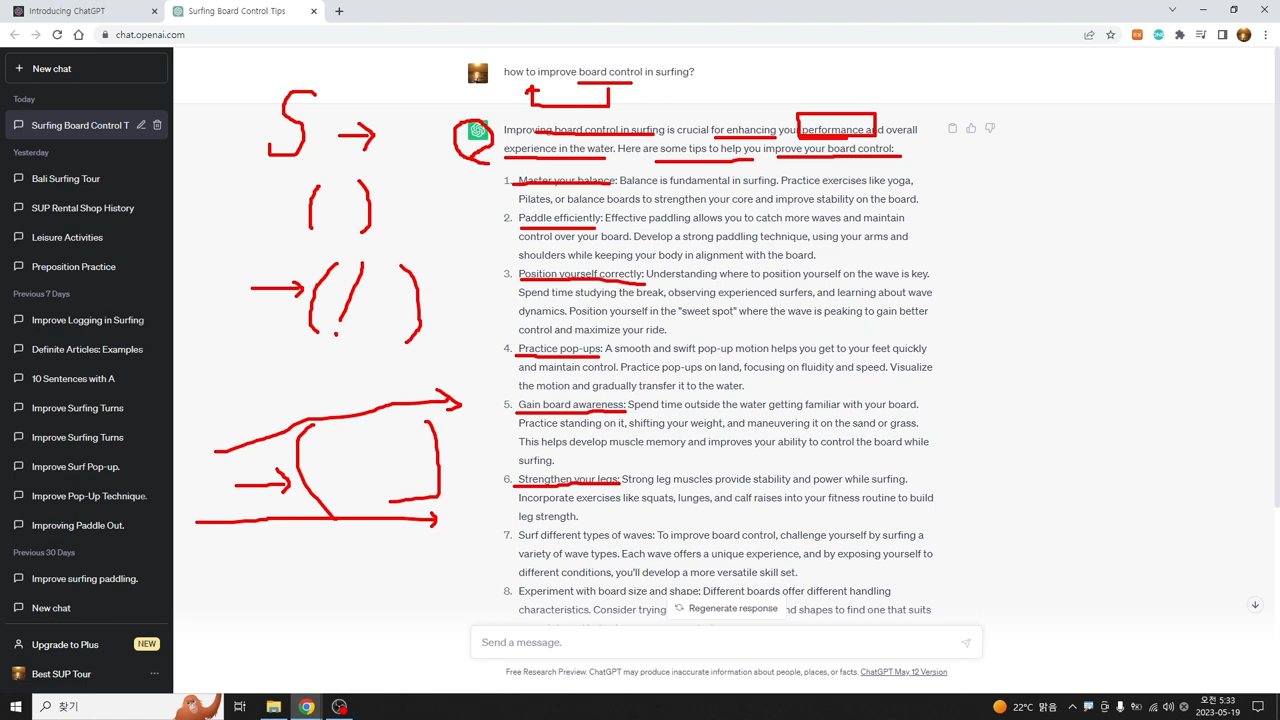 Introducing ChatGPT
Surfing Board Control Tips
chat.openai.com
New chat
Today
Surfing Board Control T
Yesterday
Bali Surfing Tour
SUP Rental Shop History
Leisure Activities
Preposition Practice
Previous 7 Days
Improve Logging in Surfing
Definite Articles: Examples
10 Sentences with A
Improve Surfing Turns
Improve Surfing Turns
Improve Surf Pop-up.
Improve Pop-Up Technique.
Improving Paddle Out.
Previous 30 Days
Improve surfing paddling.
New chat
Upgrade to Plus NEW
Best SUP Tour
S
how to improve board control in surfing?
Improving board control in surfing is crucial for enhancing your performance and overall
experience in the water. Here are some tips to help you improve your board control:
1. Master your balance: Balance is fundamental in surfing. Practice exercises like yoga,
Pilates, or balance boards to strengthen your core and improve stability on the board.
2. Paddle efficiently: Effective paddling allows you to catch more waves and maintain
control over your board. Develop a strong paddling technique, using your arms and
shoulders while keeping your body in alignment with the board.
3. Position yourself correctly: Understanding where to position yourself on the wave is key.
Spend time studying the break, observing experienced surfers, and learning about wave
dynamics. Position yourself in the "sweet spot" where the wave is peaking to gain better
control and maximize your ride.
4. Practice pop-ups: A smooth and swift pop-up motion helps you get to your feet quickly
and maintain control. Practice pop-ups on land, focusing on fluidity and speed. Visualize
the motion and gradually transfer it to the water.
5. Gain board awareness: Spend time outside the water getting familiar with your board.
Practice standing on it, shifting your weight, and maneuvering it on the sand or grass.
This helps develop muscle memory and improves your ability to control the board while
surfing.
6. Strengthen your legs: Strong leg muscles provide stability and power while surfing.
Incorporate exercises like squats, lunges, and calf raises into your fitness routine to build
leg strength.
7. Surf different types of waves: To improve board control, challenge yourself by surfing a
variety of wave types. Each wave offers a unique experience, and by exposing yourself to
different conditions, you'll develop a more versatile skill set.
8. Experiment with board size and shape: Different boards offer different handling
characteristics. Consider trying nd shapes to find one that suits
Regenerate response
Send a message.
Free Research Preview. ChatGPT may produce inaccurate information about people, places, or facts. ChatGPT May 12 Version
찾기
22°C 맑음
오전 5:33
2023-05-19